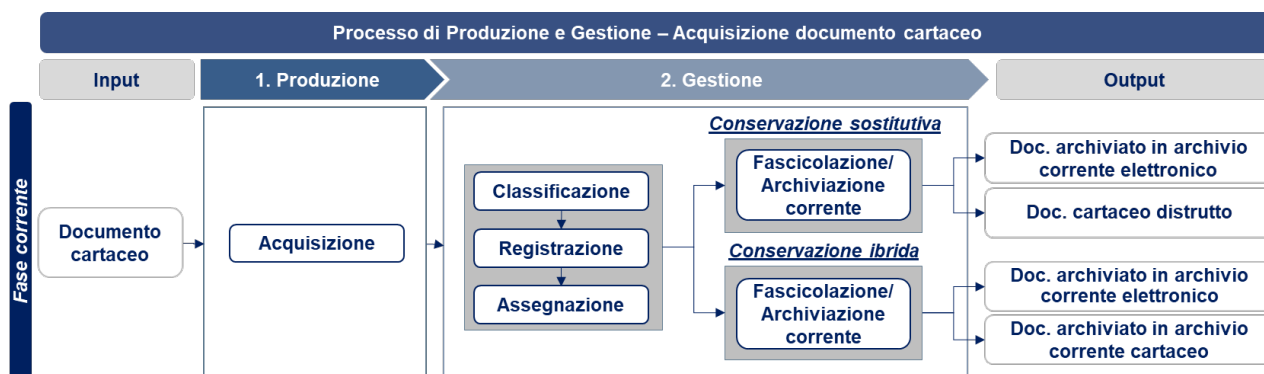 Processo di Produzione e Gestione – Acquisizione documento cartaceo
Input
1. Produzione
2. Gestione
Output
Fase corrente
Documento
cartaceo
Acquisizione
Classificazione
Registrazione
Assegnazione
Conservazione sostitutiva
Fascicolazione/
Archiviazione
corrente
Conservazione ibrida
Fascicolazione/
Archiviazione
corrente
Doc. archiviato in archivio
corrente elettronico
Doc. cartaceo distrutto
Doc. archiviato in archivio
corrente elettronico
Doc. archiviato in archivio
corrente cartaceo